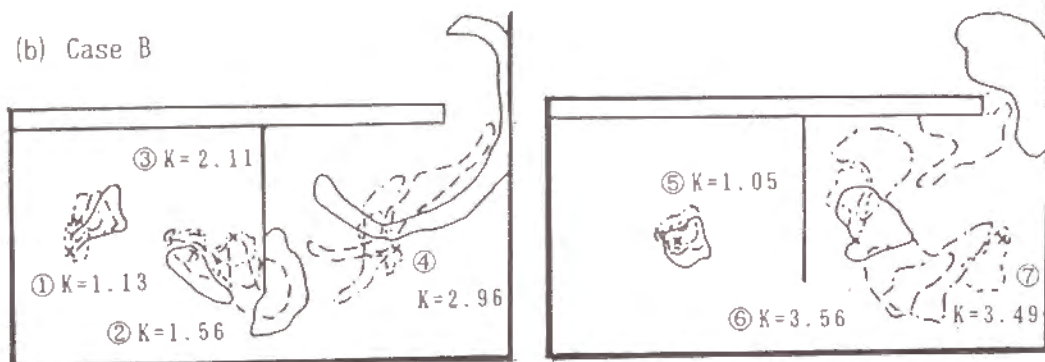 (b) Case B
③ K=2.11
① K=1.13
② K=1.56
④
K=2.96
⑤ K=1.05
⑥ K=3.56
⑦
K=3.49